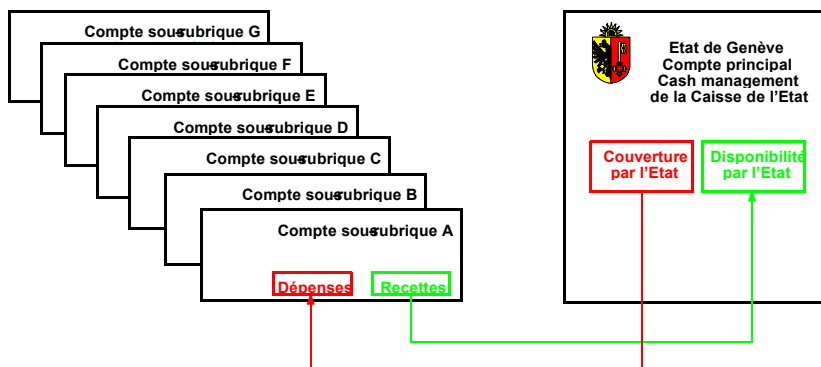 Compte sous-rubrique G
Compte sous-rubrique F
Compte sous-rubrique E
Compte sous-rubrique D
Compte sous-rubrique C
Compte sous-rubrique B
Compte sous-rubrique A
Dépenses
Recettes
Etat de Genève
Compte principal
Cash management
de la Caisse de l'Etat
Couverture
par l'Etat
Disponibilité
par l'Etat